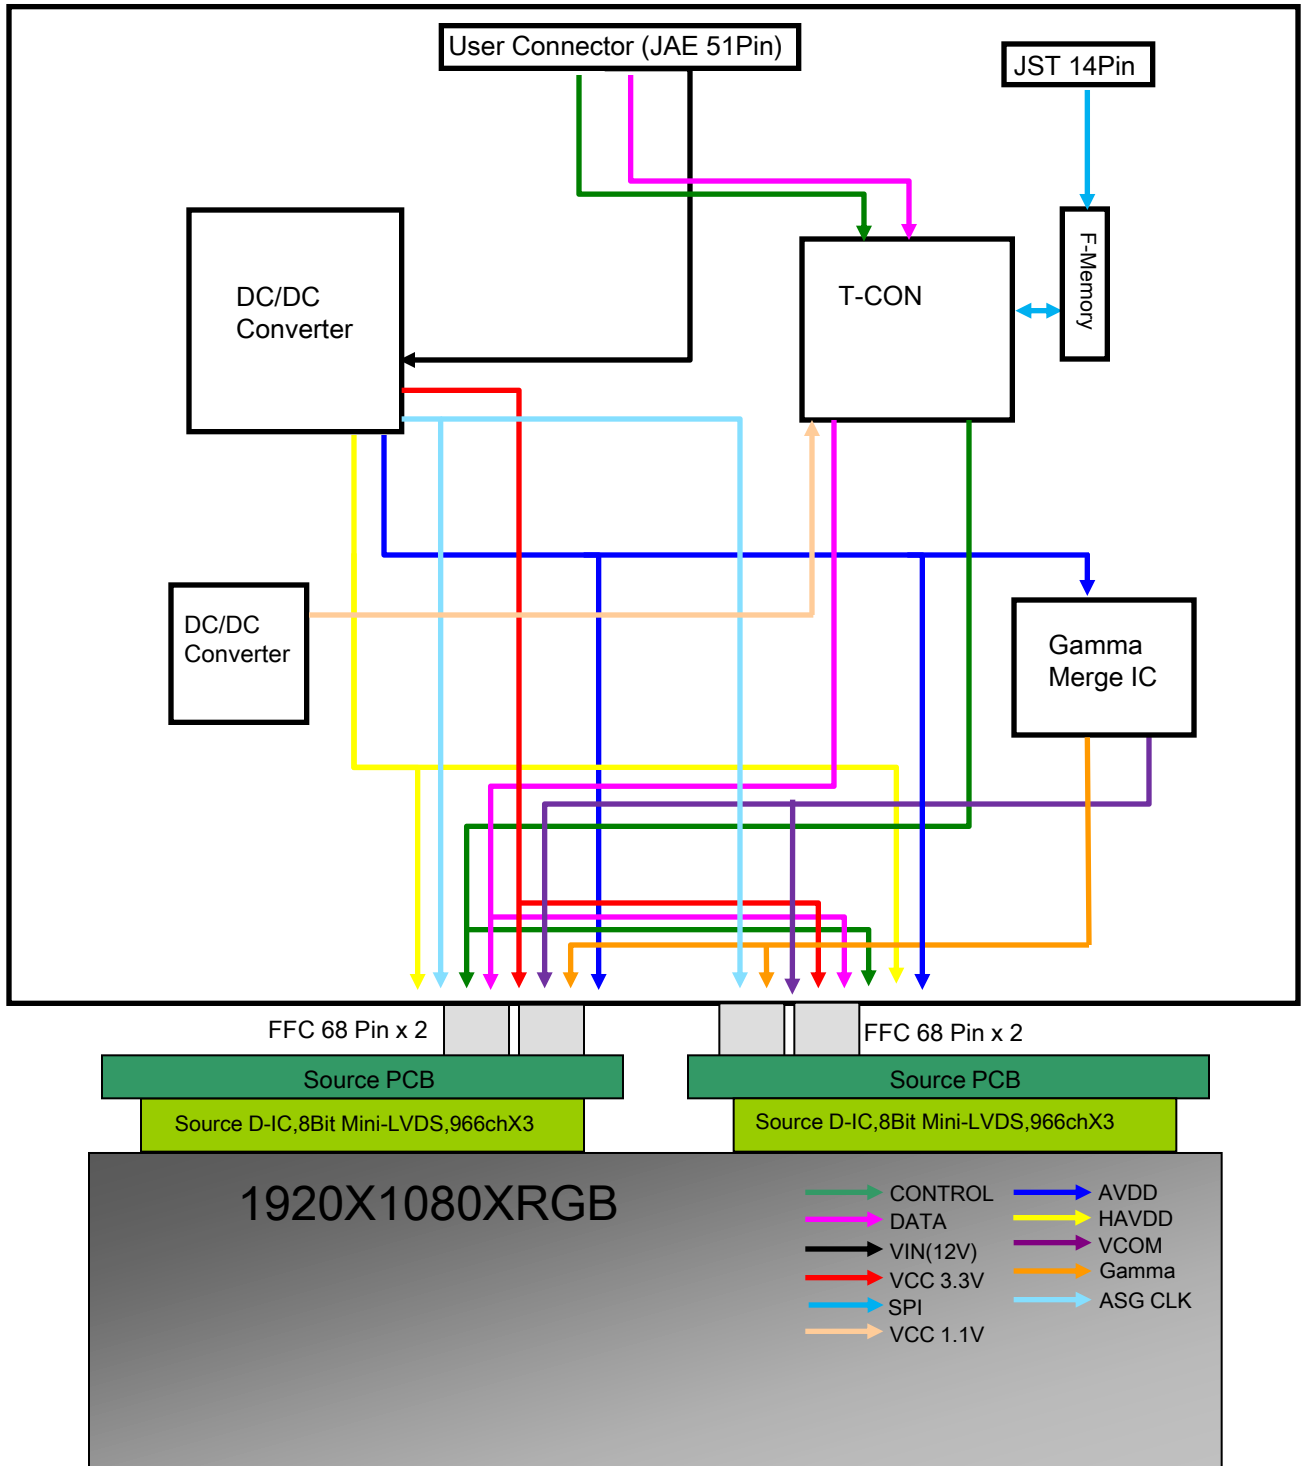 User Connector (JAE 51Pin)
JST 14Pin
DC/DC
Converter
T-CON
F-Memory
DC/DC
Converter
Gamma
Merge IC
FFC 68 Pin x 2
FFC 68 Pin x 2
Source PCB
Source PCB
Source D-IC,8Bit Mini-LVDS,966chX3
Source D-IC,8Bit Mini-LVDS,966chX3
1920X1080XRGB
CONTROL
DATA
VIN(12V)
VCC 3.3V
SPI
VCC 1.1V
AVDD
HAVDD
VCOM
Gamma
ASG CLK